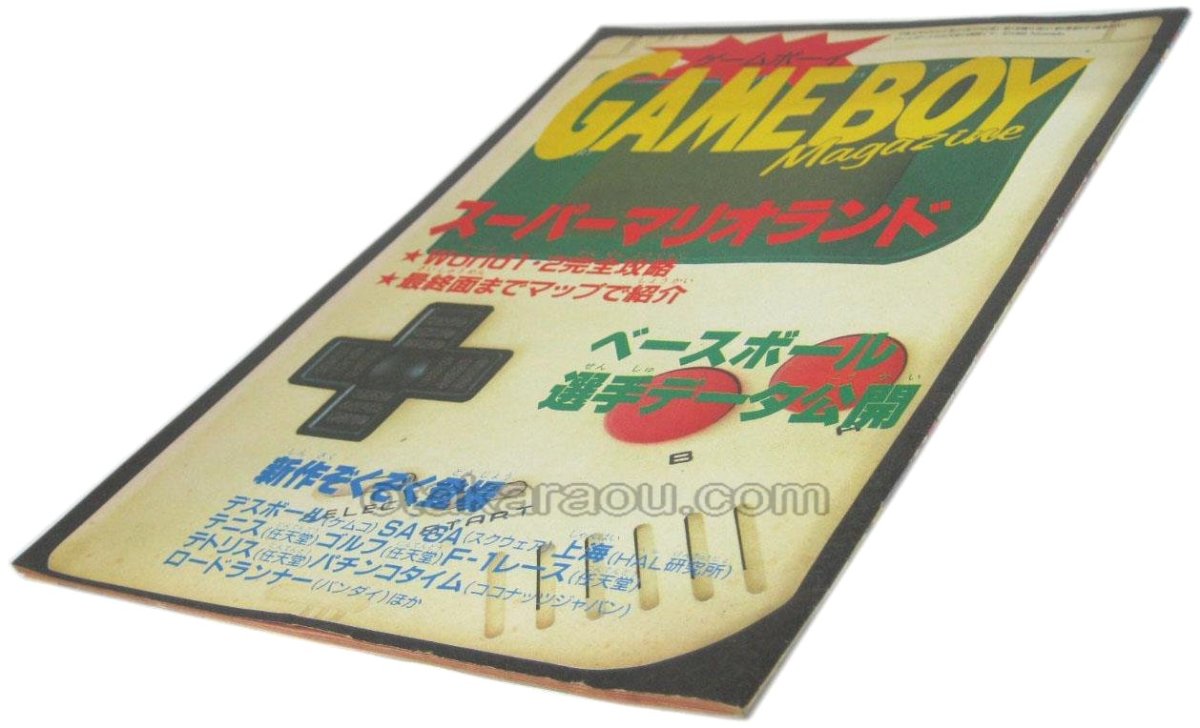 ゲームボーイ
GAMEBOY
Magazine
スーパーマリオランド
★World 1・2完全攻略
★最終面までマップで紹介
ベースボール
選手データ公開
B
新作ぞくぞく登場
otakaraou.com
START
デスボール(ケムコ) SA・GA(スクウェア) 上海(HAL研究所)
テニス(任天堂) ゴルフ(任天堂) F-1レース(任天堂)
テトリス(任天堂) パチンコタイム(ココナッツジャパン)
ロードランナー(バンダイ)ほか